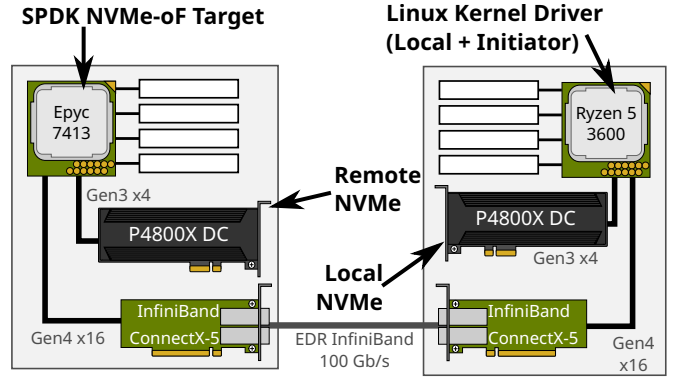 SPDK NVMe-oF Target
Linux Kernel Driver
(Local + Initiator)
Epyc
7413
Ryzen 5
3600
Gen3 x4
Remote
NVMe
P4800X DC
P4800X DC
Gen3 x4
Local
NVMe
InfiniBand
ConnectX-5
InfiniBand
ConnectX-5
Gen4 x16
EDR InfiniBand
100 Gb/s
Gen4
x16